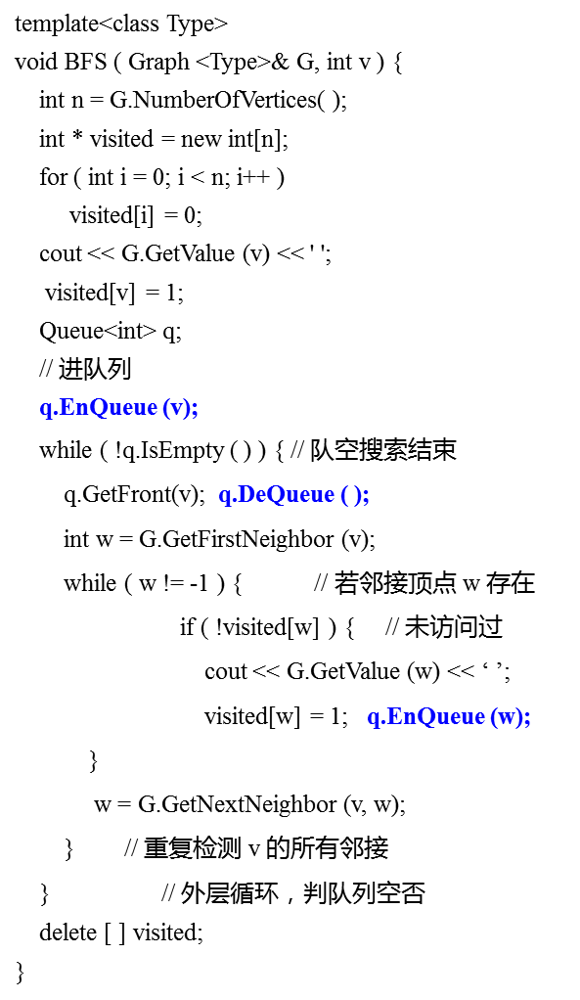 template<class Type>
void BFS ( Graph <Type>& G, int v ) {
int n = G.NumberOfVertices( );
int * visited = new int[n];
for ( int i = 0; i < n; i++ )
visited[i] = 0;
cout << G.GetValue (v) << ' ';
visited[v] = 1;
Queue<int> q;
// 进队列
q.EnQueue (v);
while ( !q.IsEmpty ( ) ) { // 队空搜索结束
q.GetFront(v); q.DeQueue ( );
int w = G.GetFirstNeighbor (v);
while ( w != -1 ) { // 若邻接顶点 w 存在
if ( !visited[w] ) { // 未访问过
cout << G.GetValue (w) << ‘ ’;
visited[w] = 1; q.EnQueue (w);
}
w = G.GetNextNeighbor (v, w);
} // 重复检测 v 的所有邻接
} // 外层循环，判队列空否
delete [ ] visited;
}